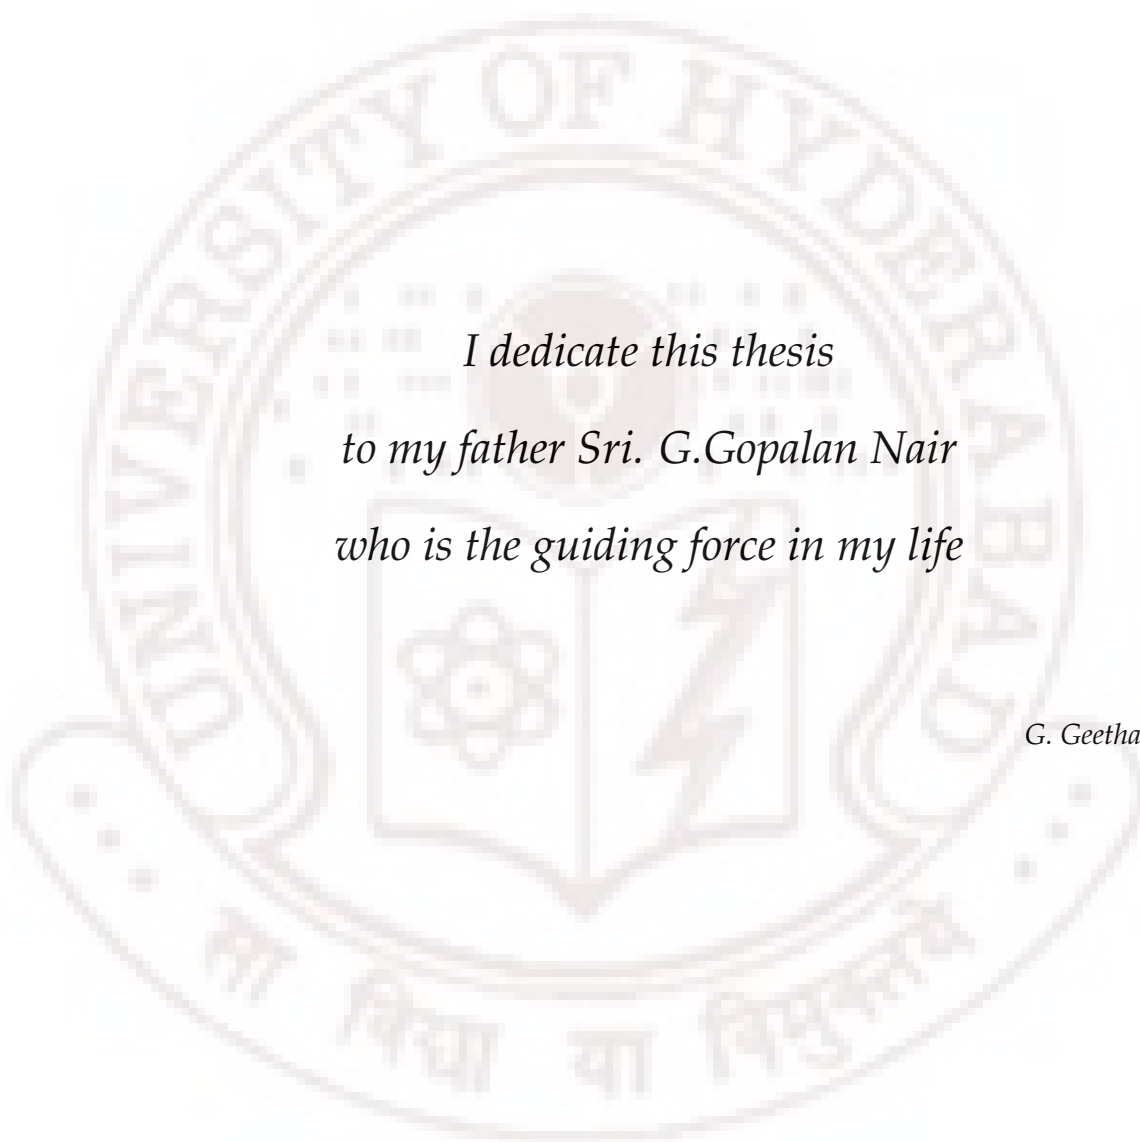 UNIVERSITY OF HYDERABAD
I dedicate this thesis
to my father Sri. G.Gopalan Nair
who is the guiding force in my life
G. Geetha
सा विद्या या विमुक्तये